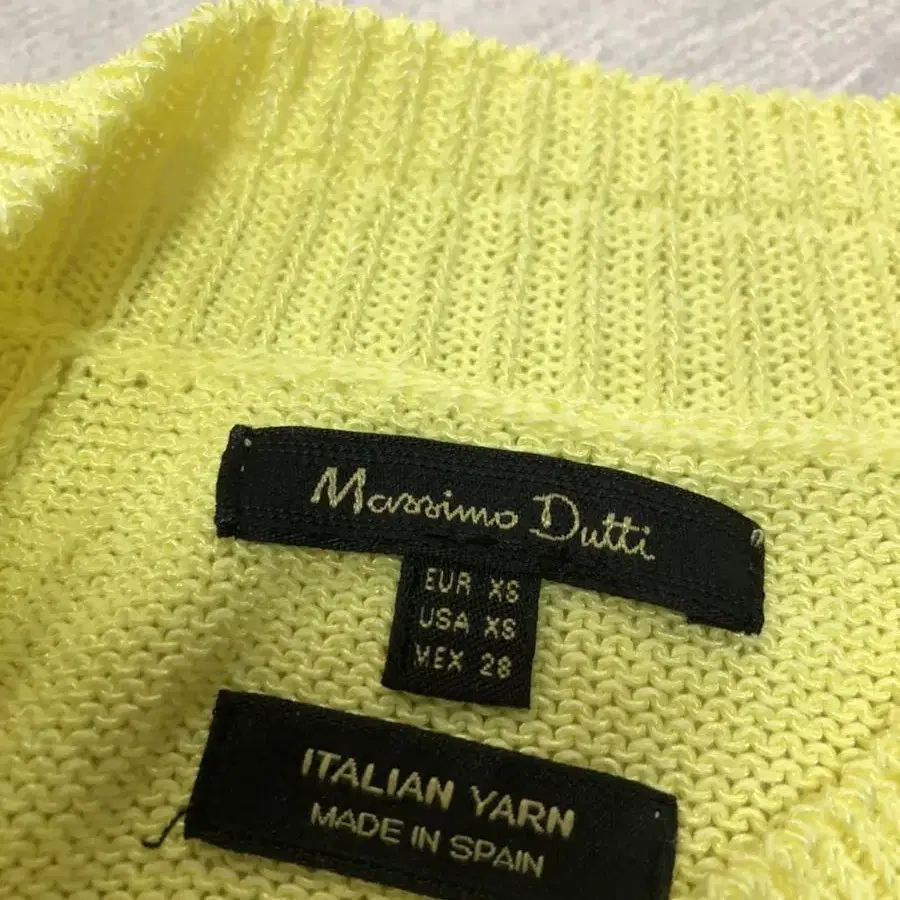 Massimo Dutti
EUR XS
USA XS
MEX 28
ITALIAN YARN
MADE IN SPAIN